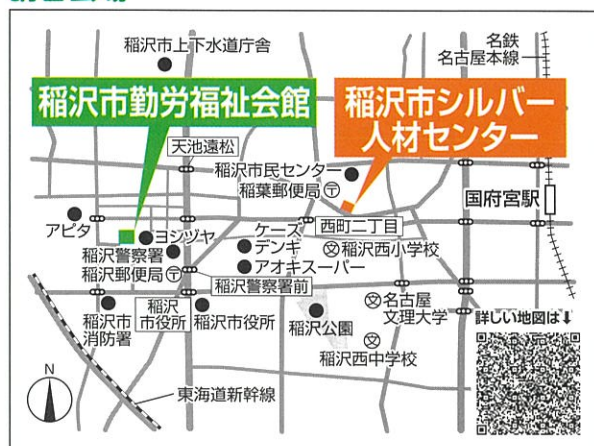 稲沢市上下水道庁舎
名鉄
名古屋本線
稲沢市勤労福祉会館
稲沢市シルバー
人材センター
天池遠松
稲沢市民センター
稲葉郵便局
国府宮駅
アピタ
ヨシヅヤ
ケーズ
デンキ
西町二丁目
稲沢西小学校
稲沢警察署
稲沢郵便局
アオキスーパー
稲沢警察署前
稲沢市
消防署
稲沢
市役所
稲沢市役所
稲沢公園
名古屋
文理大学
稲沢西中学校
詳しい地図は⬇
N
東海道新幹線